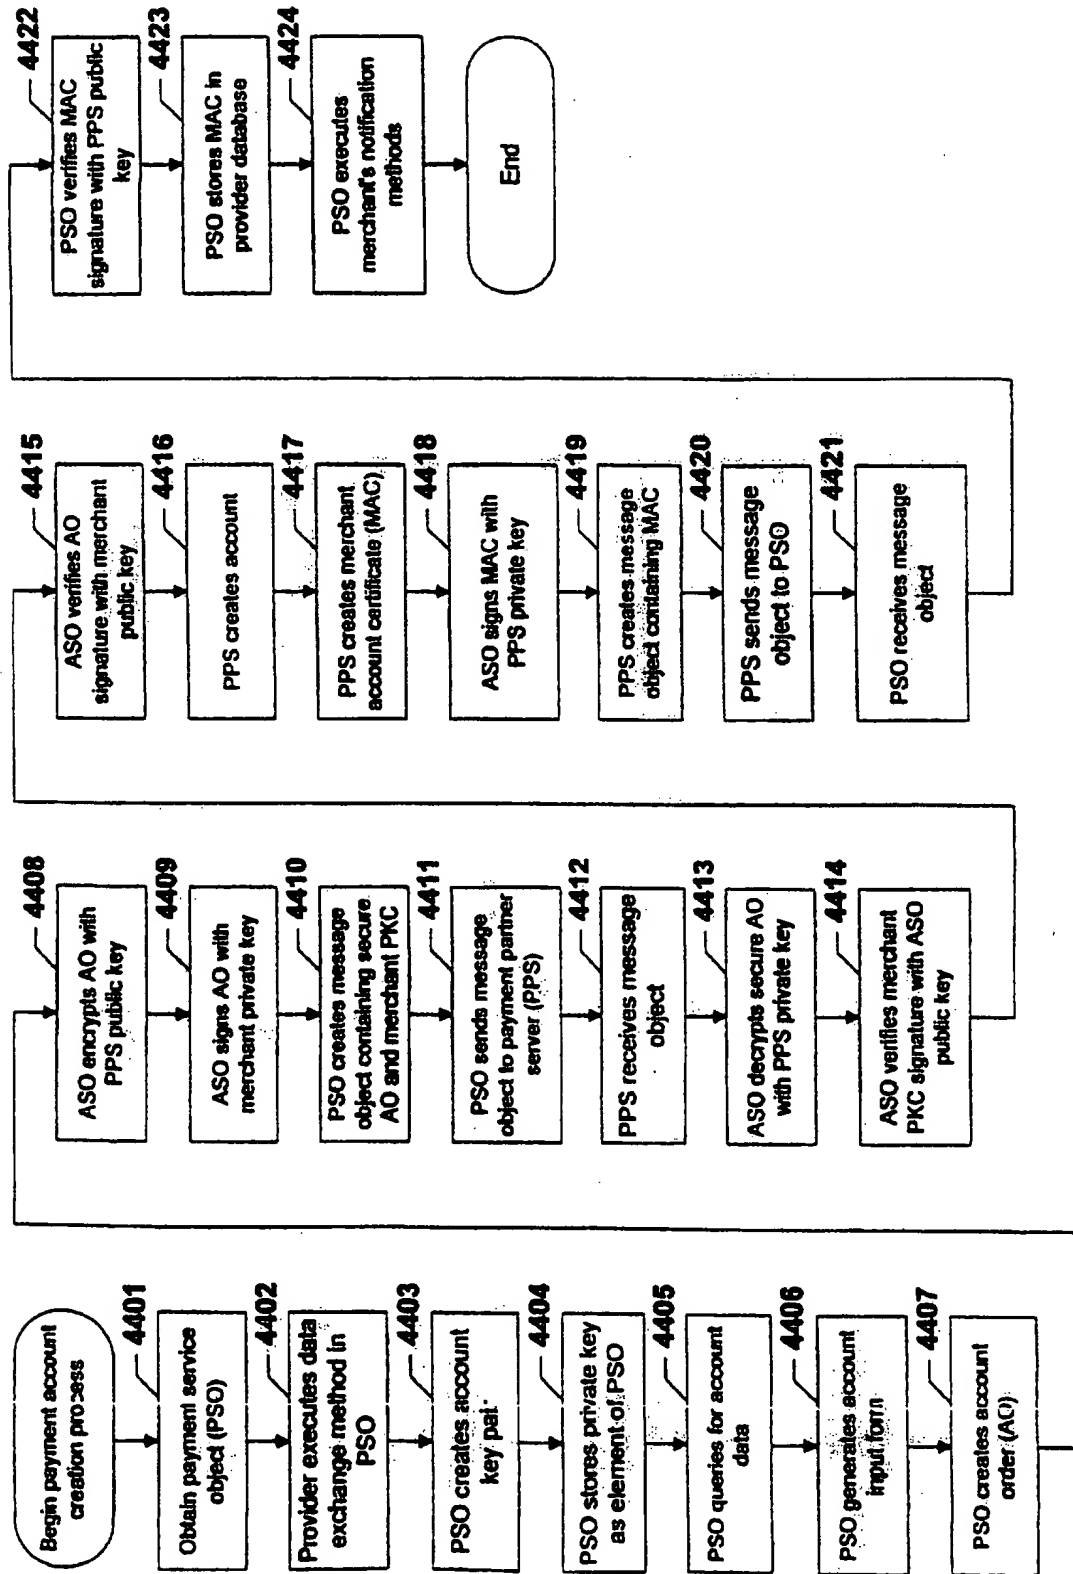 Begin payment account
creation process
4401
Obtain payment service
object (PSO)
4402
Provider executes data
exchange method in
PSO
4403
PSO creates account
key pair
4404
PSO stores private key
as element of PSO
4405
PSO queries for account
data
4406
PSO generates account
input form
4407
PSO creates account
order (AO)
4408
ASO encrypts AO with
PPS public key
4409
ASO signs AO with
merchant private key
4410
PSO creates message
object containing secure
AO and merchant PKC
4411
PSO sends message
object to payment partner
server (PPS)
4412
PPS receives message
object
4413
ASO decrypts secure AO
with PPS private key
4414
ASO verifies merchant
PKC signature with ASO
public key
4415
ASO verifies AO
signature with merchant
public key
4416
PPS creates account
4417
PPS creates merchant
account certificate (MAC)
4418
ASO signs MAC with
PPS private key
4419
PPS creates message
object containing MAC
4420
PPS sends message
object to PSO
4421
PSO receives message
object
4422
PSO verifies MAC
signature with PPS public
key
4423
PSO stores MAC in
provider database
4424
PSO executes
merchant's notification
methods
End